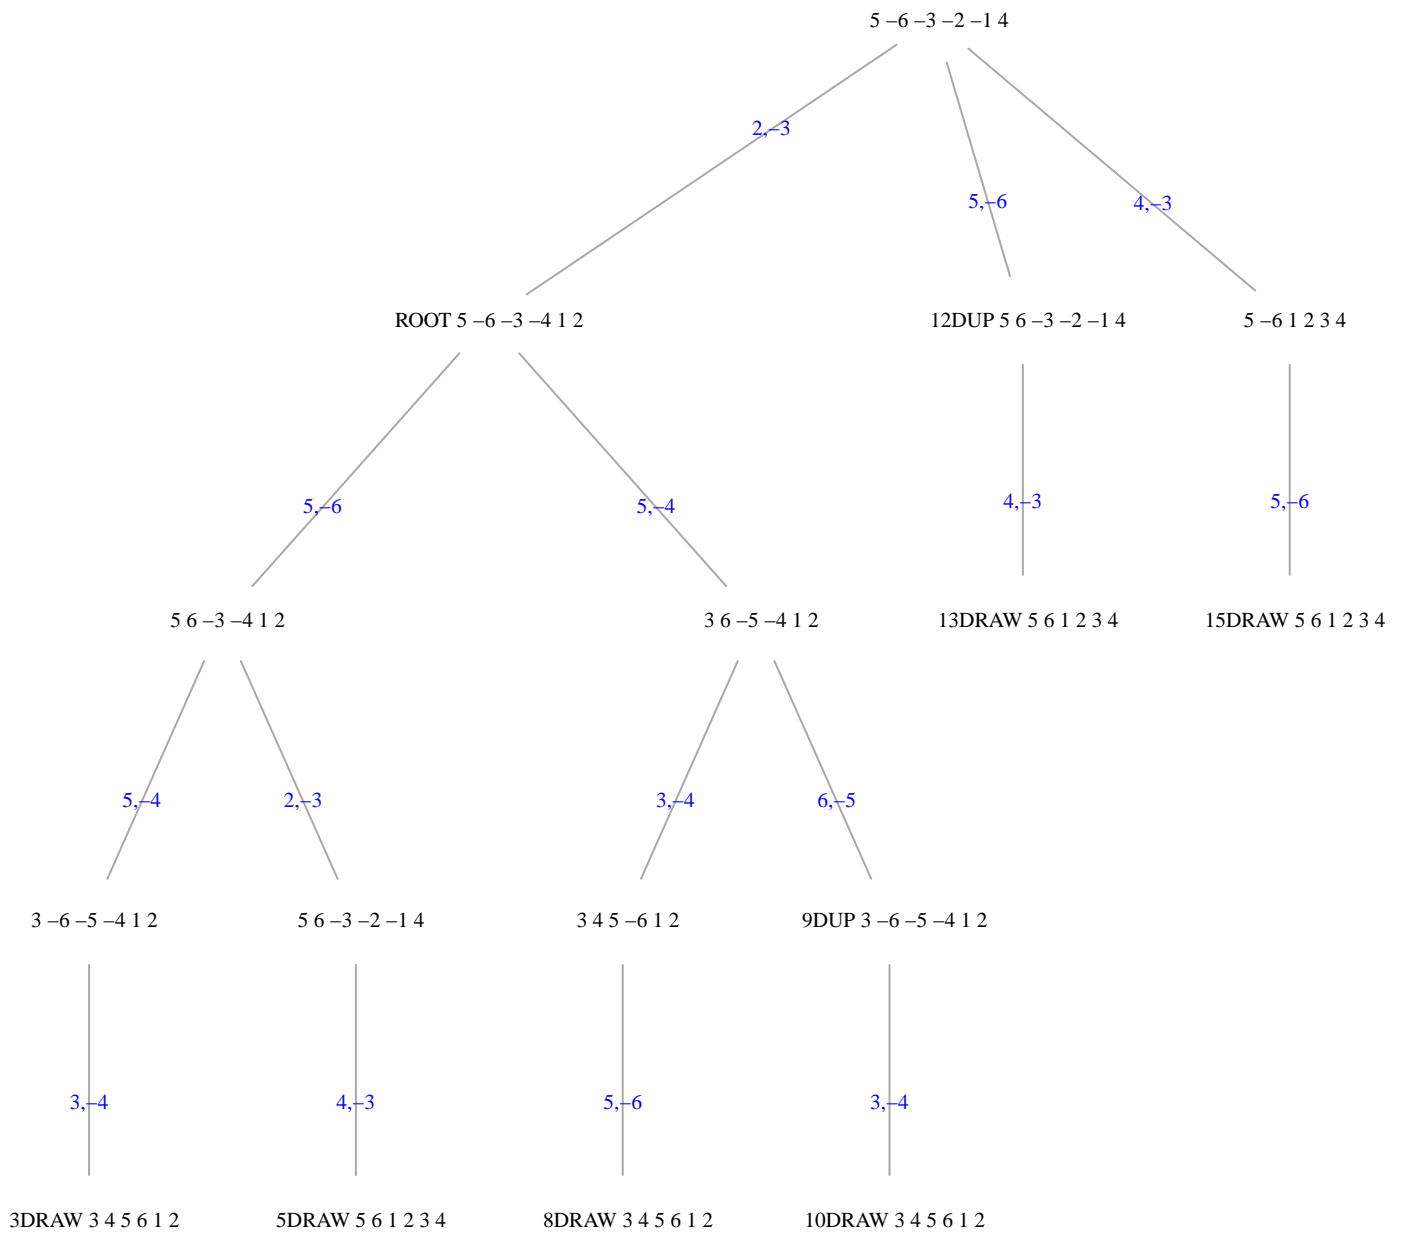 5 –6 –3 –2 –1 4
2,–3
5,–6
4,–3
ROOT 5 –6 –3 –4 1 2
12DUP 5 6 –3 –2 –1 4
5 –6 1 2 3 4
5,–6
5,–4
4,–3
5,–6
5 6 –3 –4 1 2
3 6 –5 –4 1 2
13DRAW 5 6 1 2 3 4
15DRAW 5 6 1 2 3 4
5,–4
2,–3
3,–4
6,–5
3 –6 –5 –4 1 2
5 6 –3 –2 –1 4
3 4 5 –6 1 2
9DUP 3 –6 –5 –4 1 2
3,–4
4,–3
5,–6
3,–4
3DRAW 3 4 5 6 1 2
5DRAW 5 6 1 2 3 4
8DRAW 3 4 5 6 1 2
10DRAW 3 4 5 6 1 2